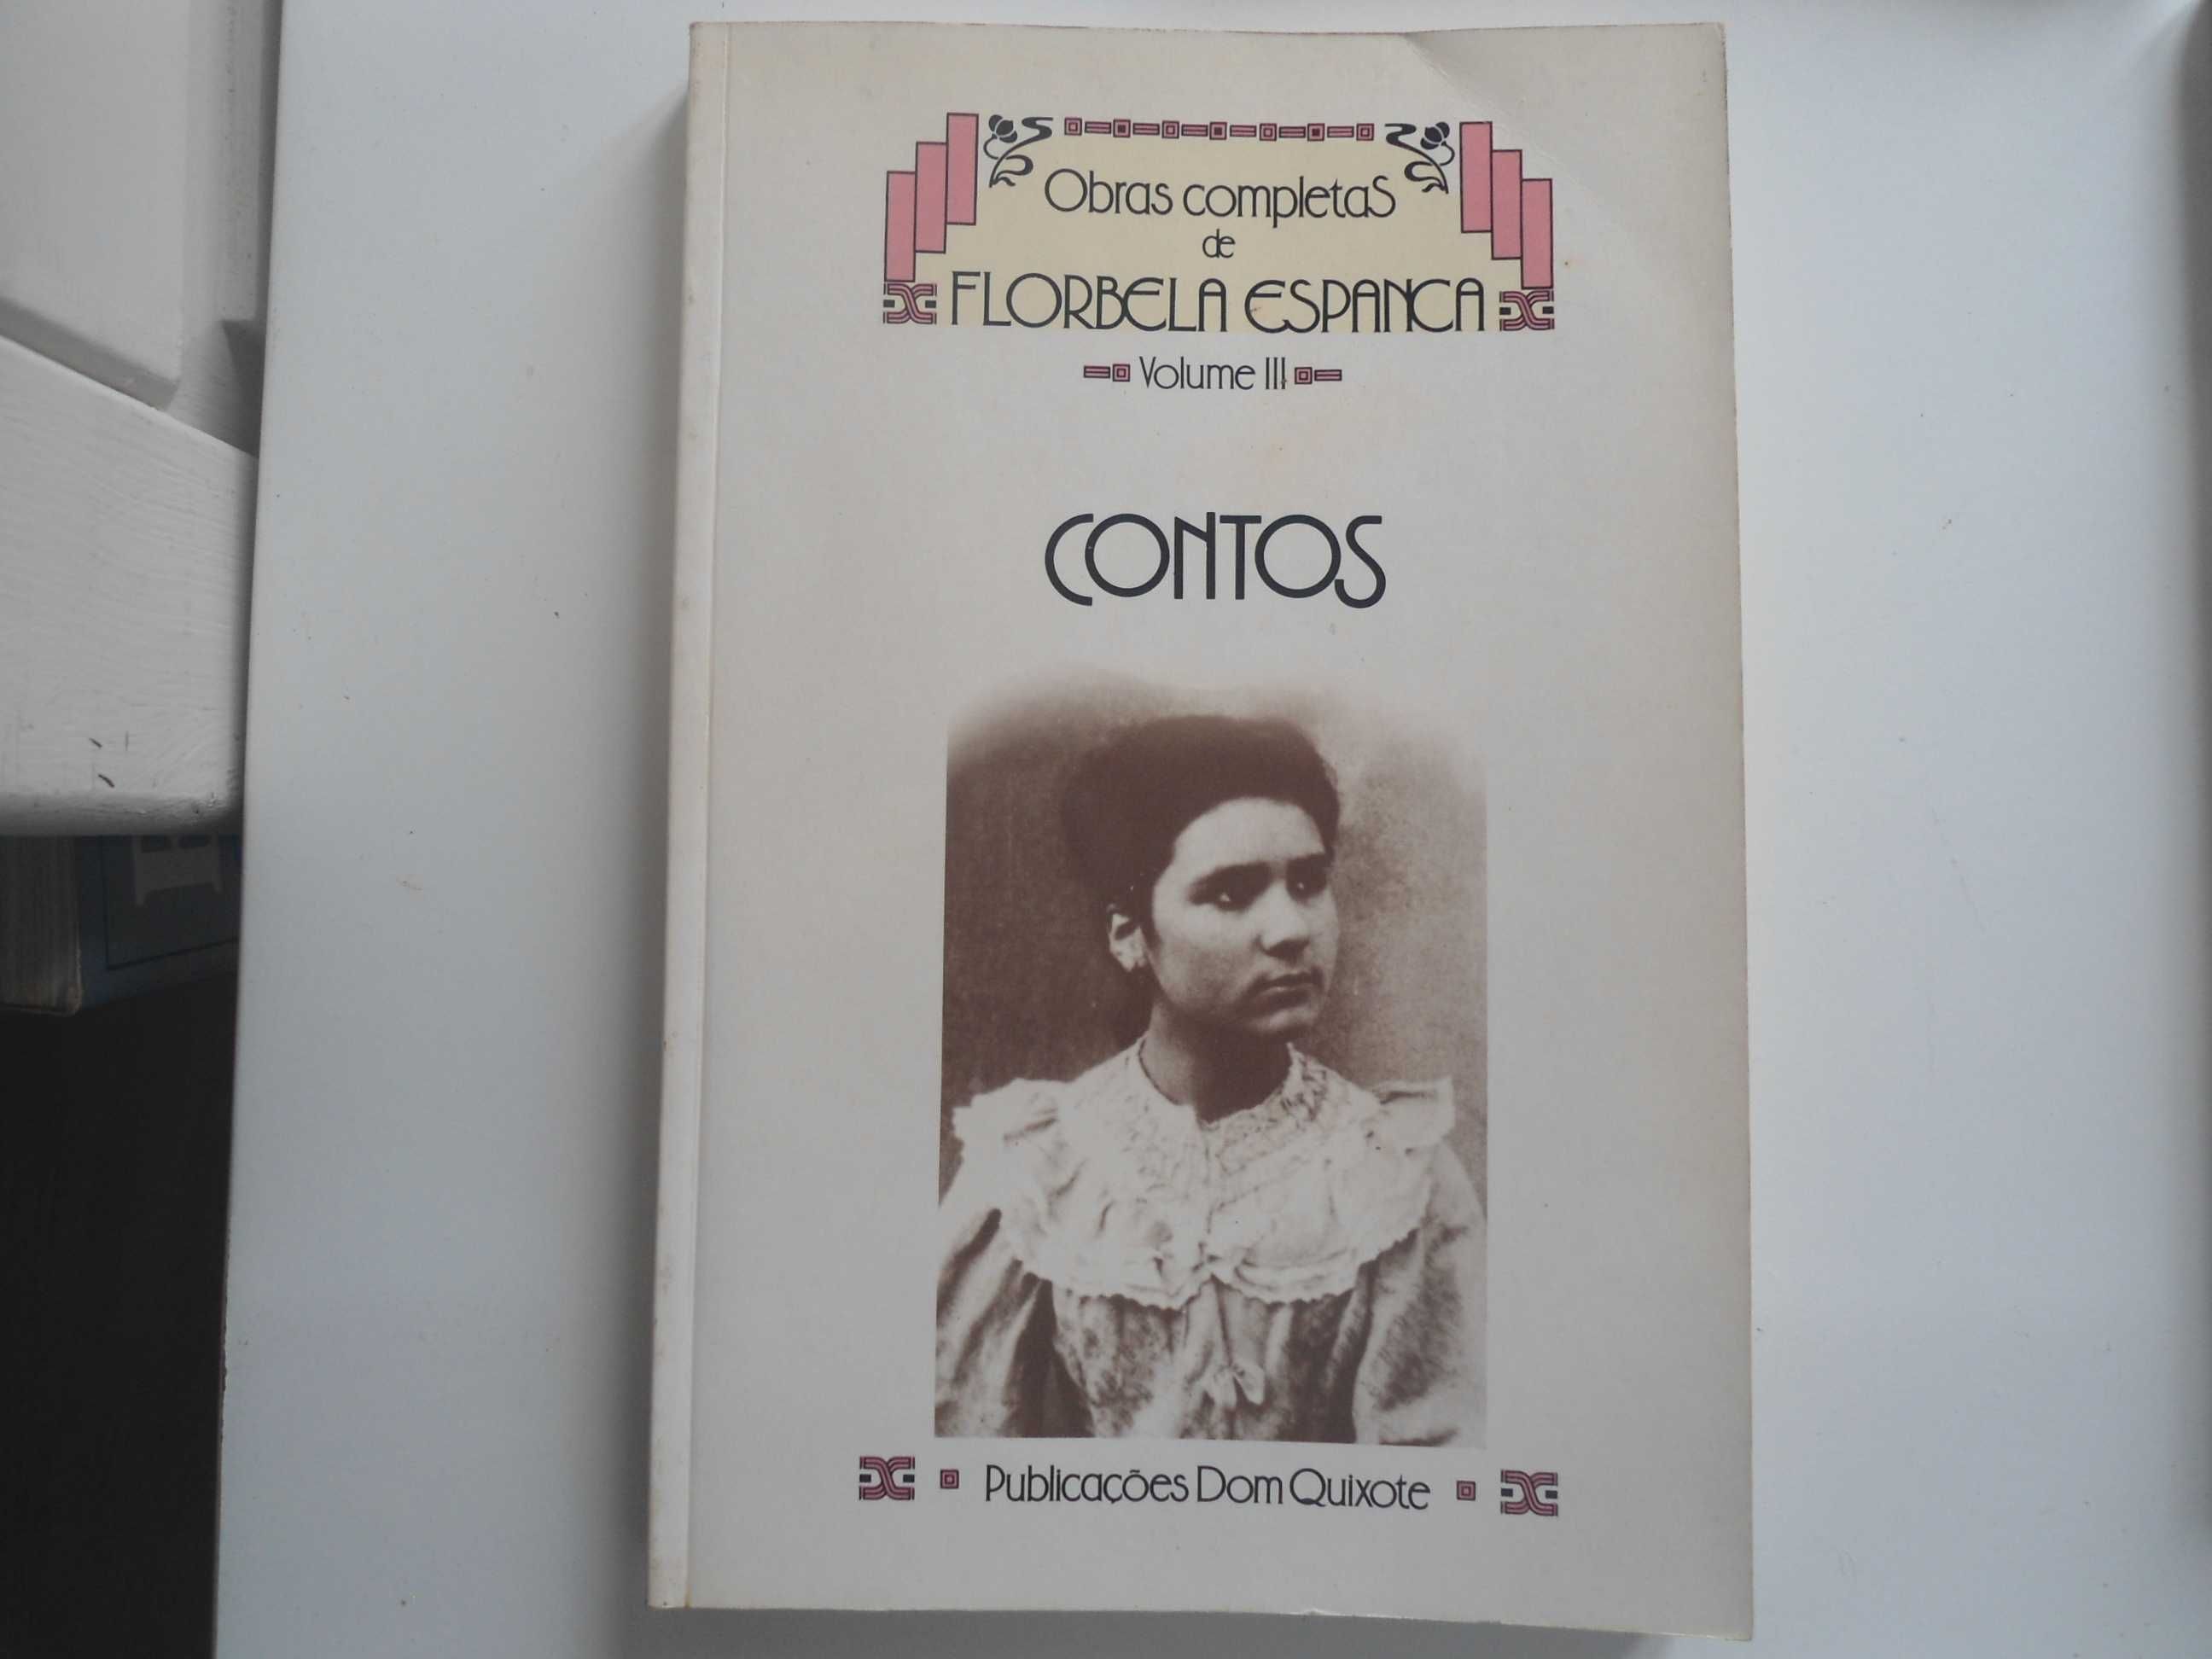 Obras completas
de
FLORBELA ESPANCA
Volume III
CONTOS
Publicações Dom Quixote